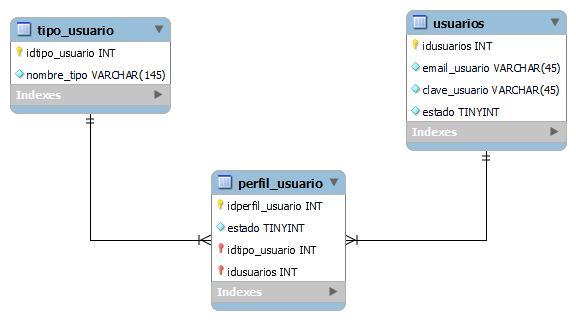 tipo_usuario
idtipo_usuario INT
nombre_tipo VARCHAR(145)
Indexes
usuarios
idusuarios INT
email_usuario VARCHAR(45)
clave_usuario VARCHAR(45)
estado TINYINT
Indexes
perfil_usuario
idperfil_usuario INT
estado TINYINT
idtipo_usuario INT
idusuarios INT
Indexes